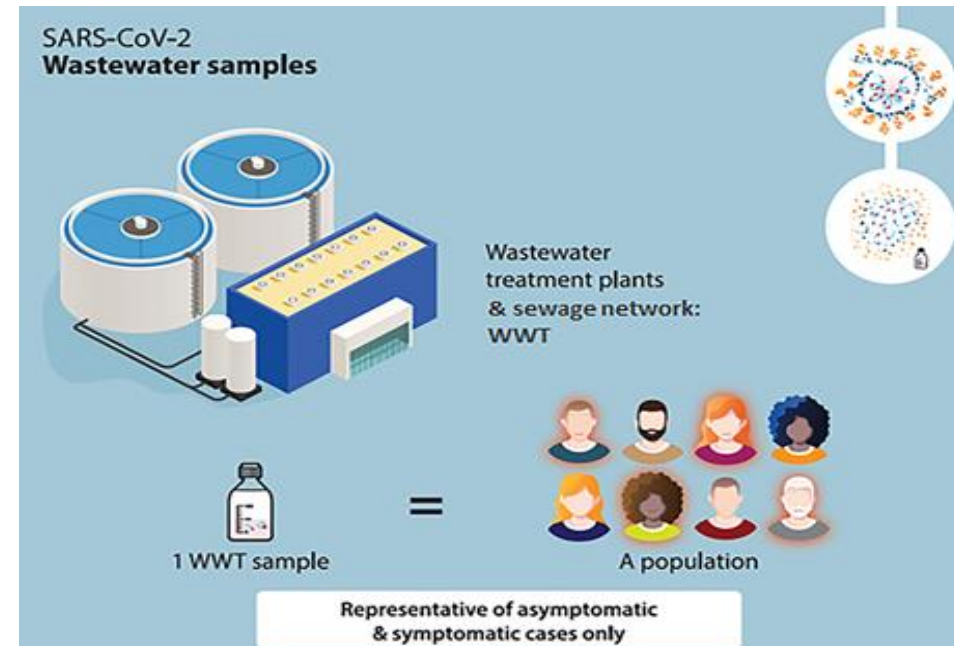 SARS-CoV-2
Wastewater samples
Wastewater
treatment plants
& sewage network:
WWT
1 WWT sample
=
A population
Representative of asymptomatic
& symptomatic cases only